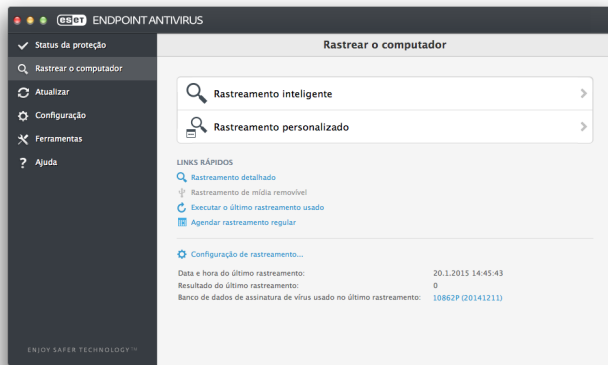 eset ENDPOINT ANTIVIRUS
Status da proteção
Rastrear o computador
Atualizar
Configuração
Ferramentas
? Ajuda
ENJOY SAFER TECHNOLOGY™
Rastrear o computador
Rastreamento inteligente
Rastreamento personalizado
LINKS RÁPIDOS
Rastreamento detalhado
Rastreamento de mídia removível
Executar o último rastreamento usado
Agendar rastreamento regular
Configuração de rastreamento...
Data e hora do último rastreamento: 20.1.2015 14:45:43
Resultado do último rastreamento: 0
Banco de dados de assinatura de vírus usado no último rastreamento: 10862P (20141211)